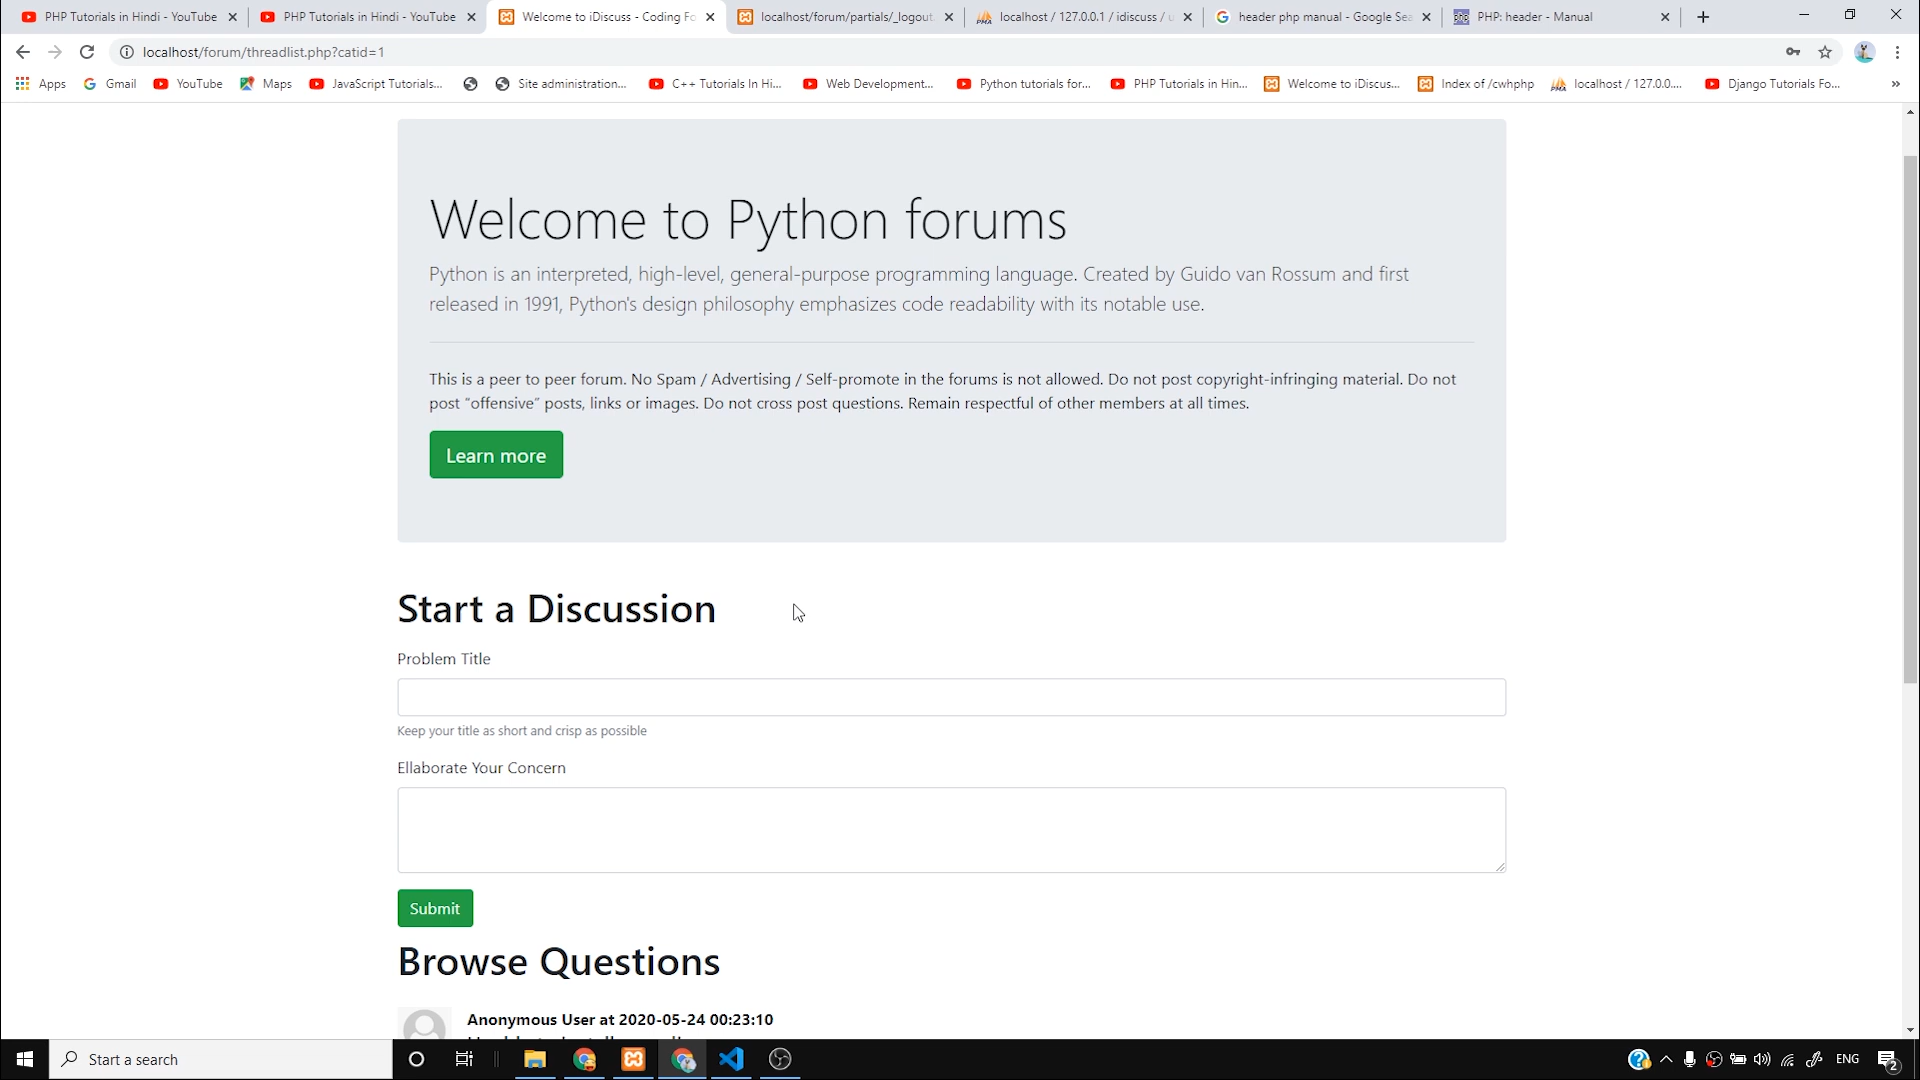 PHP Tutorials in Hindi - YouTube
PHP Tutorials in Hindi - YouTube
Welcome to iDiscuss - Coding Fo
localhost/forum/partials/_logout.
localhost / 127.0.0.1 / idiscuss / u
header php manual - Google Sea
PHP: header - Manual
localhost/forum/threadlist.php?catid=1
Apps
Gmail
YouTube
Maps
JavaScript Tutorials...
Site administration...
C++ Tutorials In Hi...
Web Development...
Python tutorials for...
PHP Tutorials in Hin...
Welcome to iDiscus...
Index of /cwhphp
localhost / 127.0.0....
Django Tutorials Fo...
»
Welcome to Python forums
Python is an interpreted, high-level, general-purpose programming language. Created by Guido van Rossum and first
released in 1991, Python's design philosophy emphasizes code readability with its notable use.
This is a peer to peer forum. No Spam / Advertising / Self-promote in the forums is not allowed. Do not post copyright-infringing material. Do not
post “offensive” posts, links or images. Do not cross post questions. Remain respectful of other members at all times.
Learn more
Start a Discussion
Problem Title
Keep your title as short and crisp as possible
Ellaborate Your Concern
Submit
Browse Questions
Anonymous User at 2020-05-24 00:23:10
Start a search
ENG
2